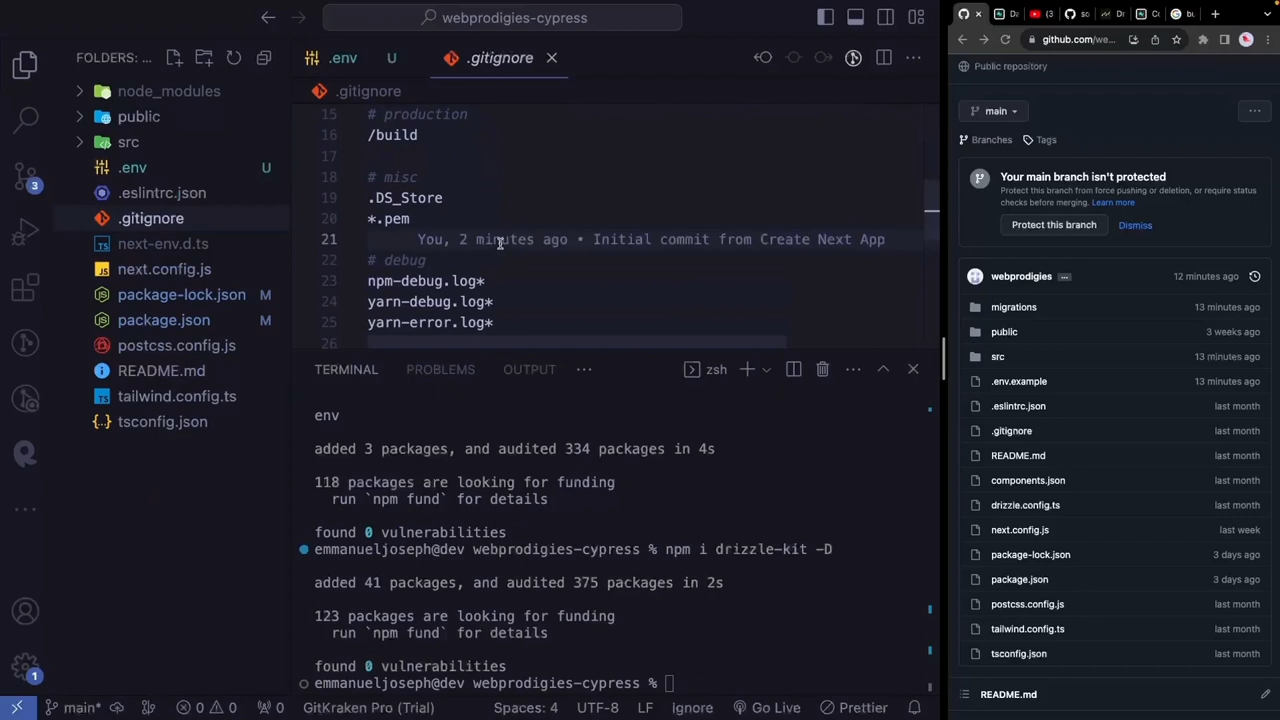 webprodigies-cypress
FOLDERS: ...
node_modules
public
src
.env
U
.eslintrc.json
.gitignore
next-env.d.ts
next.config.js
package-lock.json
M
package.json
M
postcss.config.js
README.md
tailwind.config.ts
tsconfig.json
3
1
.env
U
.gitignore
.gitignore
15 # production
16 /build
17
18 # misc
19 .DS_Store
20 *.pem
21 You, 2 minutes ago • Initial commit from Create Next App
22 # debug
23 npm-debug.log*
24 yarn-debug.log*
25 yarn-error.log*
26
TERMINAL PROBLEMS OUTPUT ... zsh
env
added 3 packages, and audited 334 packages in 4s
118 packages are looking for funding
run `npm fund` for details
found 0 vulnerabilities
emmanueljoseph@dev webprodigies-cypress % npm i drizzle-kit -D
added 41 packages, and audited 375 packages in 2s
123 packages are looking for funding
run `npm fund` for details
found 0 vulnerabilities
emmanueljoseph@dev webprodigies-cypress %
main* 0 0 0 GitKraken Pro (Trial) Spaces: 4 UTF-8 LF Ignore Go Live Prettier
Da (3 so Dr Co bu
github.com/we...
Public repository
main
Branches Tags
Your main branch isn't protected
Protect this branch from force pushing or deletion, or require status
checks before merging. Learn more
Protect this branch Dismiss
webprodigies ... 12 minutes ago
migrations 13 minutes ago
public 3 weeks ago
src 13 minutes ago
.env.example 13 minutes ago
.eslintrc.json last month
.gitignore last month
README.md last month
components.json last month
drizzle.config.ts last month
next.config.js last week
package-lock.json 3 days ago
package.json 3 days ago
postcss.config.js last month
tailwind.config.ts last month
tsconfig.json last month
README.md